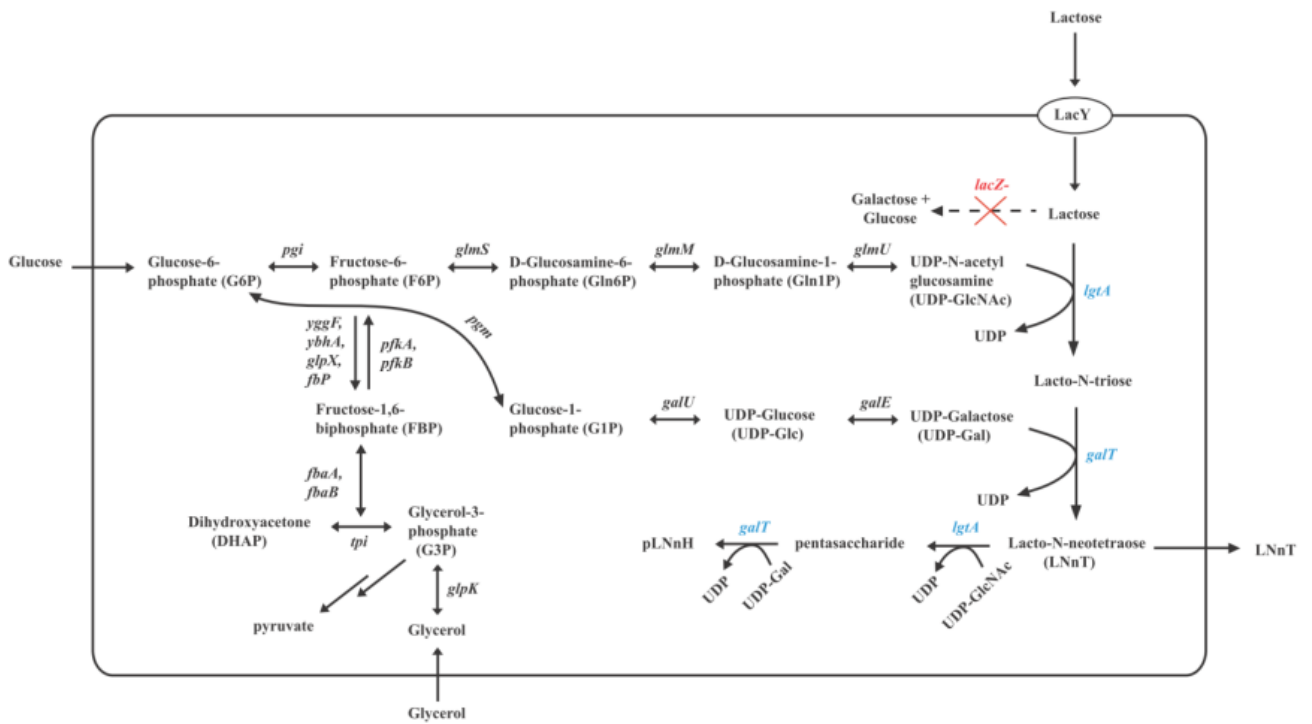 Lactose
LacY
lacZ-
Galactose +
Glucose
Lactose
Glucose
Glucose-6-
phosphate (G6P)
pgi
Fructose-6-
phosphate (F6P)
glmS
D-Glucosamine-6-
phosphate (Gln6P)
glmM
D-Glucosamine-1-
phosphate (Gln1P)
glmU
UDP-N-acetyl
glucosamine
(UDP-GlcNAc)
lgtA
UDP
yggF,
ybhA,
glpX,
fbP
pfkA,
pfkB
pgm
Lacto-N-triose
Fructose-1,6-
biphosphate (FBP)
Glucose-1-
phosphate (G1P)
galU
UDP-Glucose
(UDP-Glc)
galE
UDP-Galactose
(UDP-Gal)
galT
UDP
fbaA,
fbaB
Dihydroxyacetone
(DHAP)
tpi
Glycerol-3-
phosphate
(G3P)
pLNnH
galT
UDP
UDP-Gal
pentasaccharide
lgtA
UDP
UDP-GlcNAc
Lacto-N-neotetraose
(LNnT)
LNnT
glpK
pyruvate
Glycerol
Glycerol